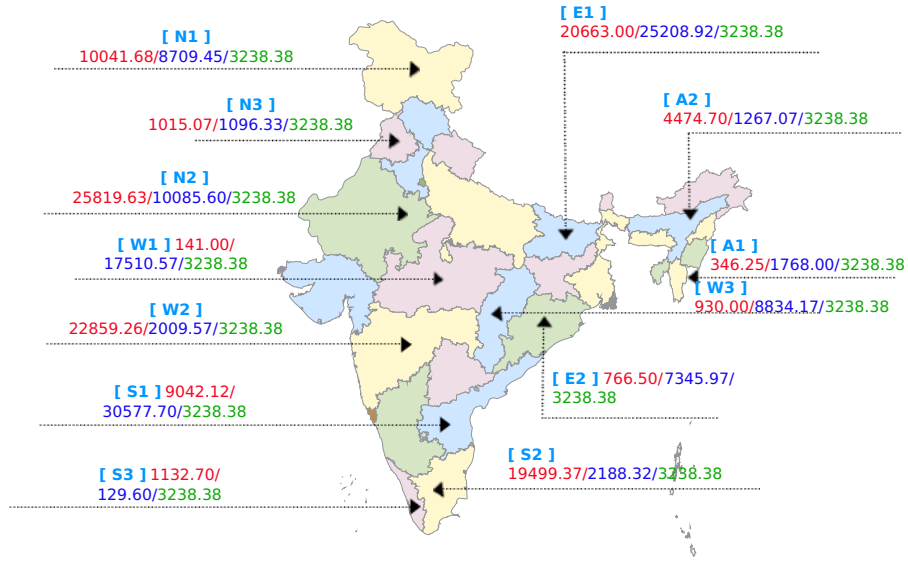 [ N1 ]
10041.68/8709.45/3238.38
[ N3 ]
1015.07/1096.33/3238.38
[ N2 ]
25819.63/10085.60/3238.38
[ W1 ] 141.00/
17510.57/3238.38
[ W2 ]
22859.26/2009.57/3238.38
[ S1 ] 9042.12/
30577.70/3238.38
[ S3 ] 1132.70/
129.60/3238.38
[ E1 ]
20663.00/25208.92/3238.38
[ A2 ]
4474.70/1267.07/3238.38
[ A1 ]
346.25/1768.00/3238.38
[ W3 ]
930.00/8834.17/3238.38
[ E2 ] 766.50/7345.97/
3238.38
[ S2 ]
19499.37/2188.32/3238.38